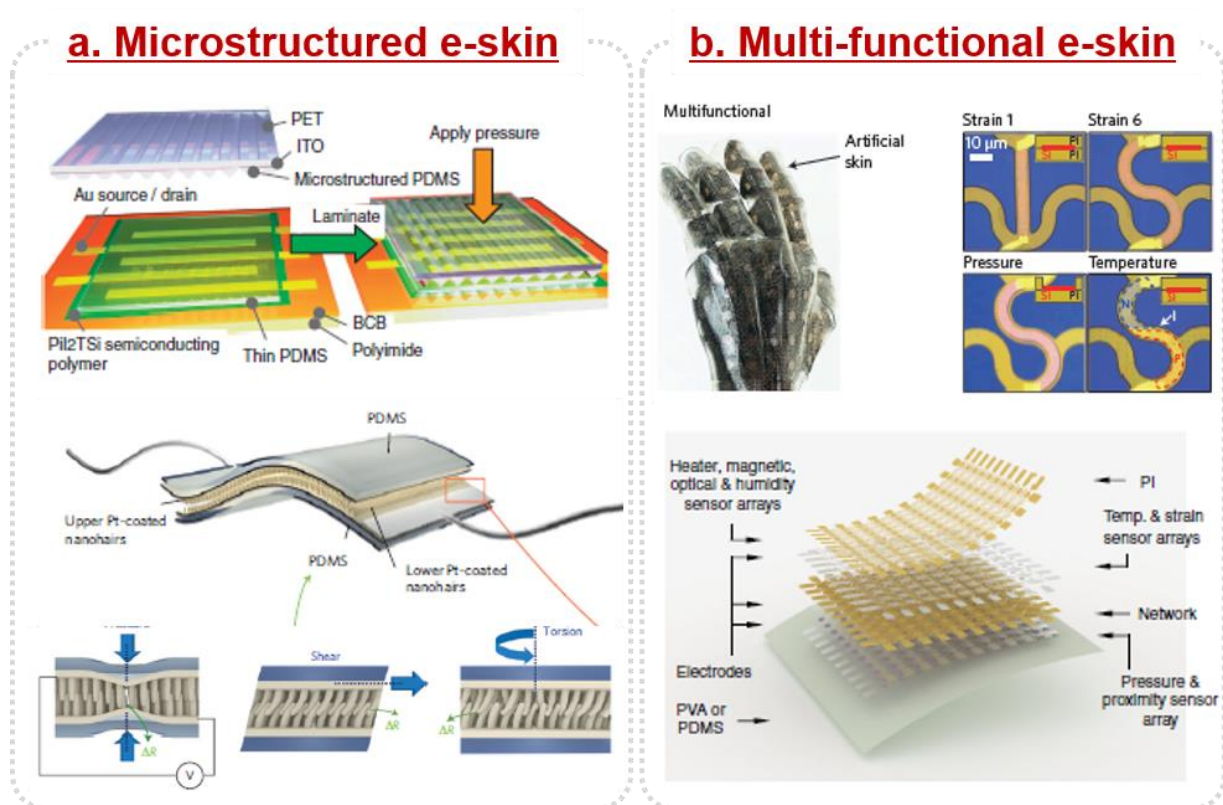 a. Microstructured e-skin
PET
ITO
Microstructured PDMS
Au source / drain
Laminate
Apply pressure
BCB
Polyimide
Thin PDMS
PiI2TSi semiconducting
polymer
PDMS
Upper Pt-coated
nanohairs
PDMS
Lower Pt-coated
nanohairs
ΔR
V
Shear
ΔR
Torsion
ΔR
b. Multi-functional e-skin
Multifunctional
Artificial
skin
Strain 1
10 μm
Si
PI
PI
Strain 6
Si
Pressure
Si
PI
Temperature
Si
PI
N
I
P
Heater, magnetic,
optical & humidity
sensor arrays
Electrodes
PVA or
PDMS
PI
Temp. & strain
sensor arrays
Network
Pressure &
proximity sensor
array